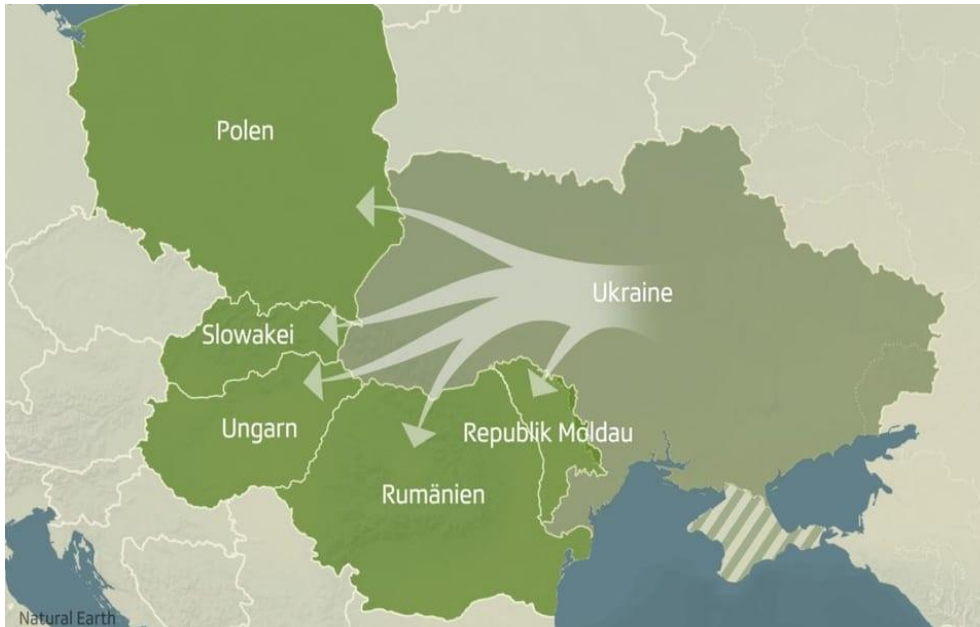 Polen
Ukraine
Slowakei
Ungarn
Republik Moldau
Rumänien
Natural Earth